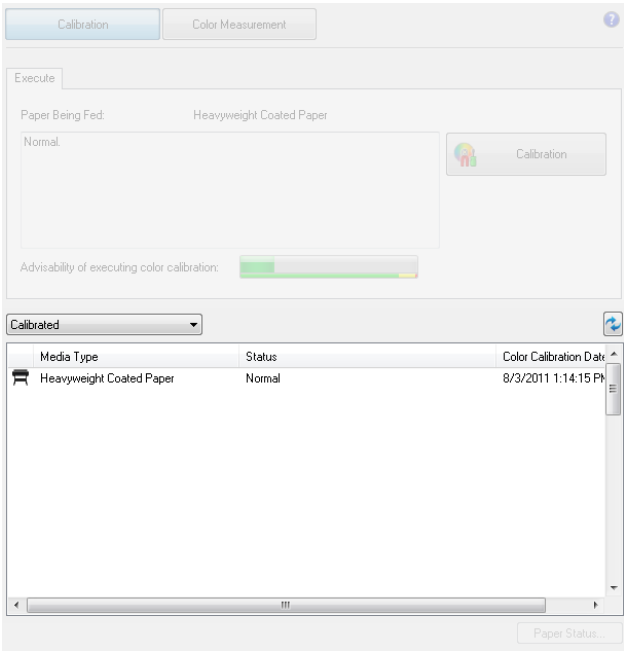 Calibration
Color Measurement
Execute
Paper Being Fed: Heavyweight Coated Paper
Normal.
Calibration
Advisability of executing color calibration:
Calibrated
Media Type Status Color Calibration Date
Heavyweight Coated Paper Normal 8/3/2011 1:14:15 PM
Paper Status...